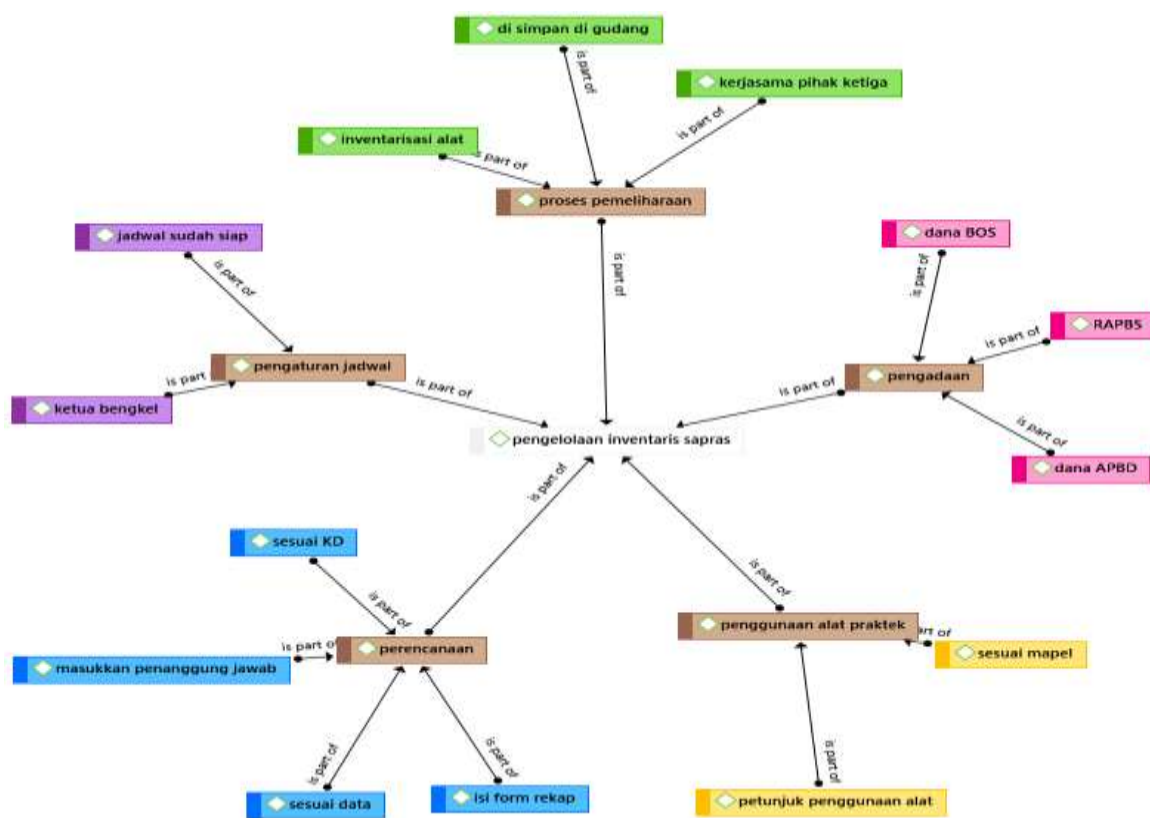 di simpan di gudang
is part of
kerjasama pihak ketiga
is part of
inventarisasi alat
is part of
proses pemeliharaan
is part of
jadwal sudah siap
is part of
dana BOS
is part of
RAPBS
is part of
pengaturan jadwal
is part
ketua bengkel
is part of
pengadaan
is part of
is part of
dana APBD
pengelolaan inventaris sapras
is part of
is part of
sesuai KD
is part of
perencanaan
is part of
masukkan penanggung jawab
is part of
sesuai data
is part of
isi form rekap
penggunaan alat praktek
part of
sesuai mapel
is part of
petunjuk penggunaan alat